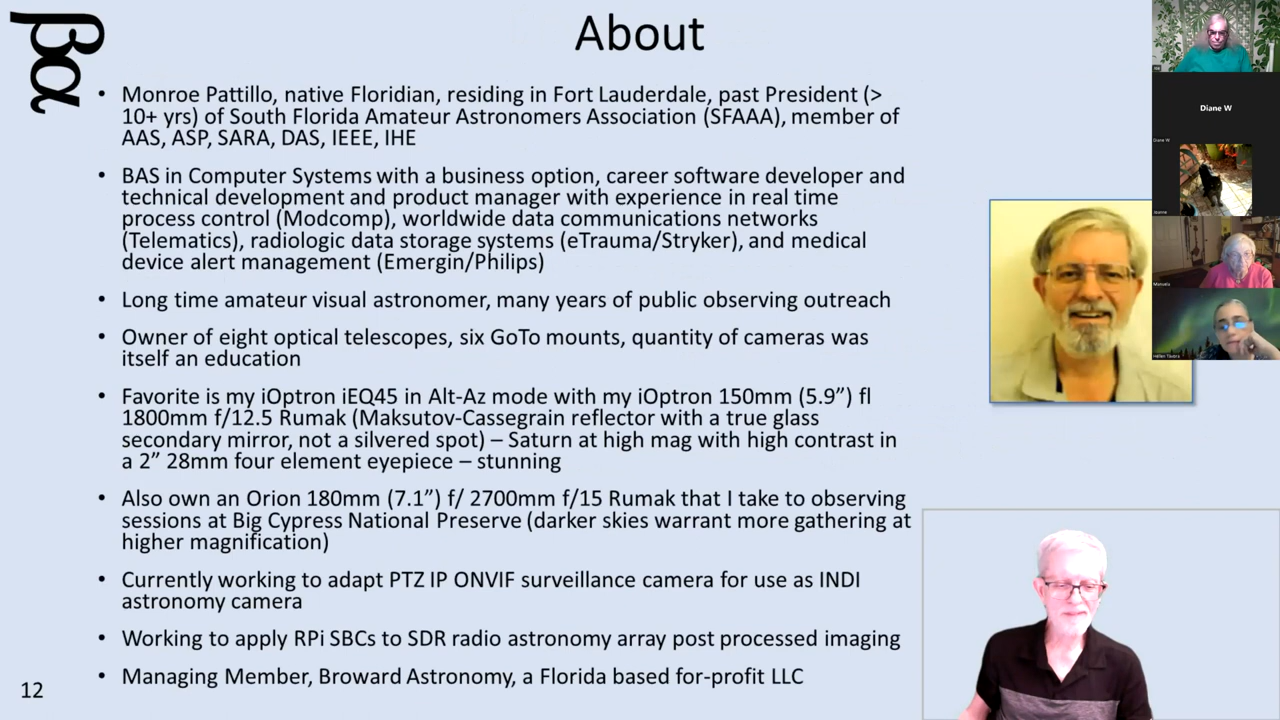 βα
About
• Monroe Pattillo, native Floridian, residing in Fort Lauderdale, past President (>
10+ yrs) of South Florida Amateur Astronomers Association (SFAAA), member of
AAS, ASP, SARA, DAS, IEEE, IHE
• BAS in Computer Systems with a business option, career software developer and
technical development and product manager with experience in real time
process control (Modcomp), worldwide data communications networks
(Telematics), radiologic data storage systems (eTrauma/Stryker), and medical
device alert management (Emergin/Philips)
• Long time amateur visual astronomer, many years of public observing outreach
• Owner of eight optical telescopes, six GoTo mounts, quantity of cameras was
itself an education
• Favorite is my iOptron iEQ45 in Alt-Az mode with my iOptron 150mm (5.9”) fl
1800mm f/12.5 Rumak (Maksutov-Cassegrain reflector with a true glass
secondary mirror, not a silvered spot) – Saturn at high mag with high contrast in
a 2” 28mm four element eyepiece – stunning
• Also own an Orion 180mm (7.1”) f/ 2700mm f/15 Rumak that I take to observing
sessions at Big Cypress National Preserve (darker skies warrant more gathering at
higher magnification)
• Currently working to adapt PTZ IP ONVIF surveillance camera for use as INDI
astronomy camera
• Working to apply RPi SBCs to SDR radio astronomy array post processed imaging
• Managing Member, Broward Astronomy, a Florida based for-profit LLC
12
Diane W
Diane W
Manuela